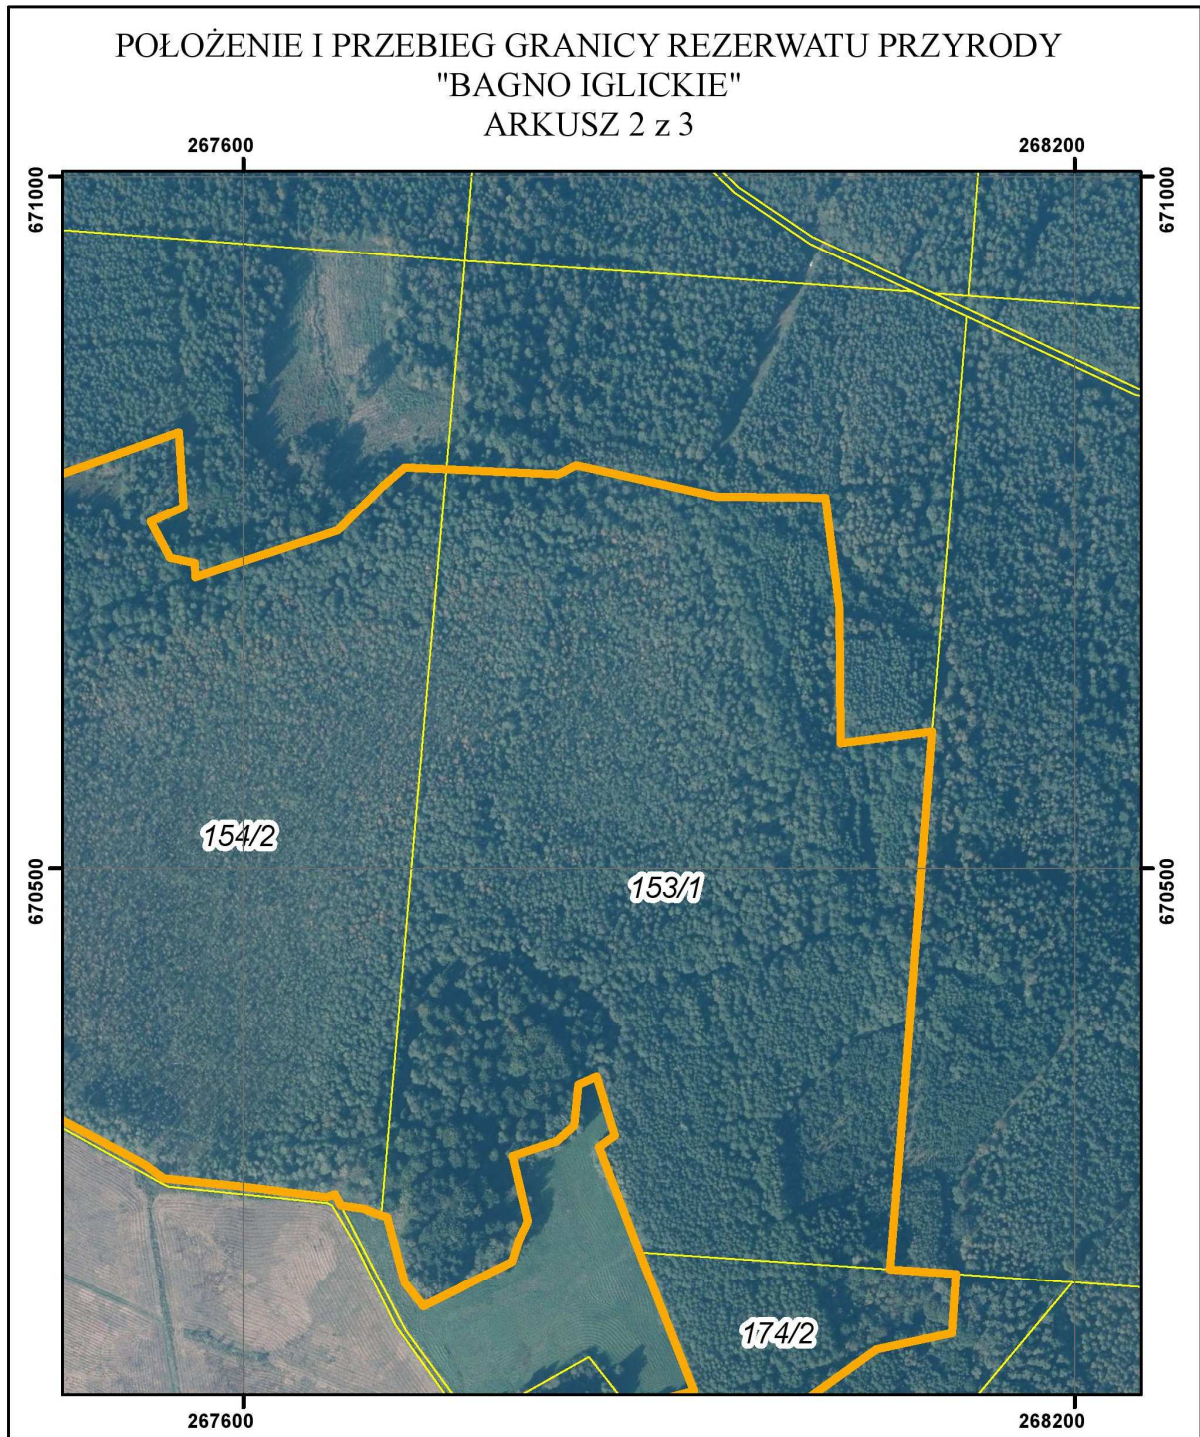 POŁOŻENIE I PRZEBIEG GRANICY REZERWATU PRZYRODY
"BAGNO IGLICKIE"
ARKUSZ 2 z 3
267600 268200
671000 671000
154/2
153/1
670500 670500
174/2
267600 268200